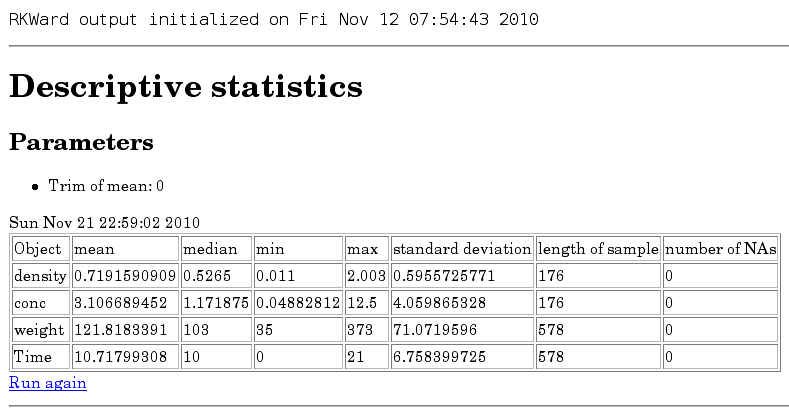 RKWard output initialized on Fri Nov 12 07:54:43 2010
Descriptive statistics
Parameters
• Trim of mean: 0
Sun Nov 21 22:59:02 2010
Object mean median min max standard deviation length of sample number of NAs
density 0.7191590909 0.5265 0.011 2.003 0.5955725771 176 0
conc 3.106689452 1.171875 0.04882812 12.5 4.059865328 176 0
weight 121.8183391 103 35 373 71.0719596 578 0
Time 10.71799308 10 0 21 6.758399725 578 0
Run again